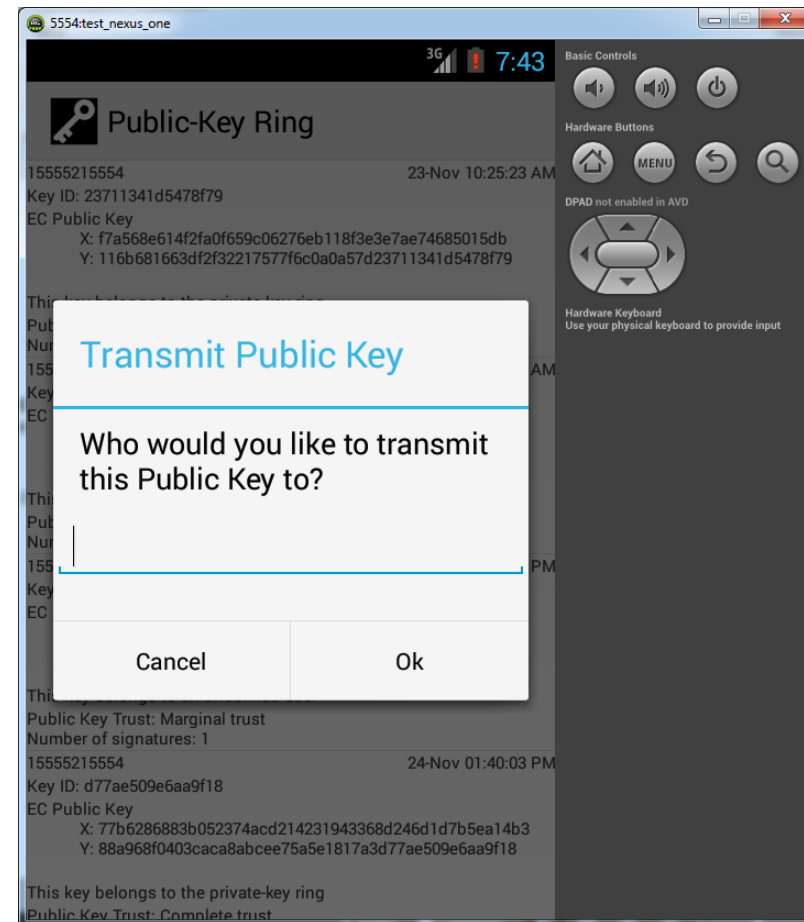 5554:test_nexus_one
3G 7:43
Public-Key Ring
15555215554 23-Nov 10:25:23 AM
Key ID: 23711341d5478f79
EC Public Key
X: f7a568e614f2fa0f659c06276eb118f3e3e7ae74685015db
Y: 116b681663df2f32217577f6c0a0a57d23711341d5478f79
Transmit Public Key
AM
Who would you like to transmit
this Public Key to?
PM
Cancel Ok
Public Key Trust: Marginal trust
Number of signatures: 1
15555215554 24-Nov 01:40:03 PM
Key ID: d77ae509e6aa9f18
EC Public Key
X: 77b6286883b052374acd214231943368d246d1d7b5ea14b3
Y: 88a968f0403caca8abcee75a5e1817a3d77ae509e6aa9f18
This key belongs to the private-key ring
Public Key Trust: Complete trust
Basic Controls
Hardware Buttons
MENU
DPAD not enabled in AVD
Hardware Keyboard
Use your physical keyboard to provide input